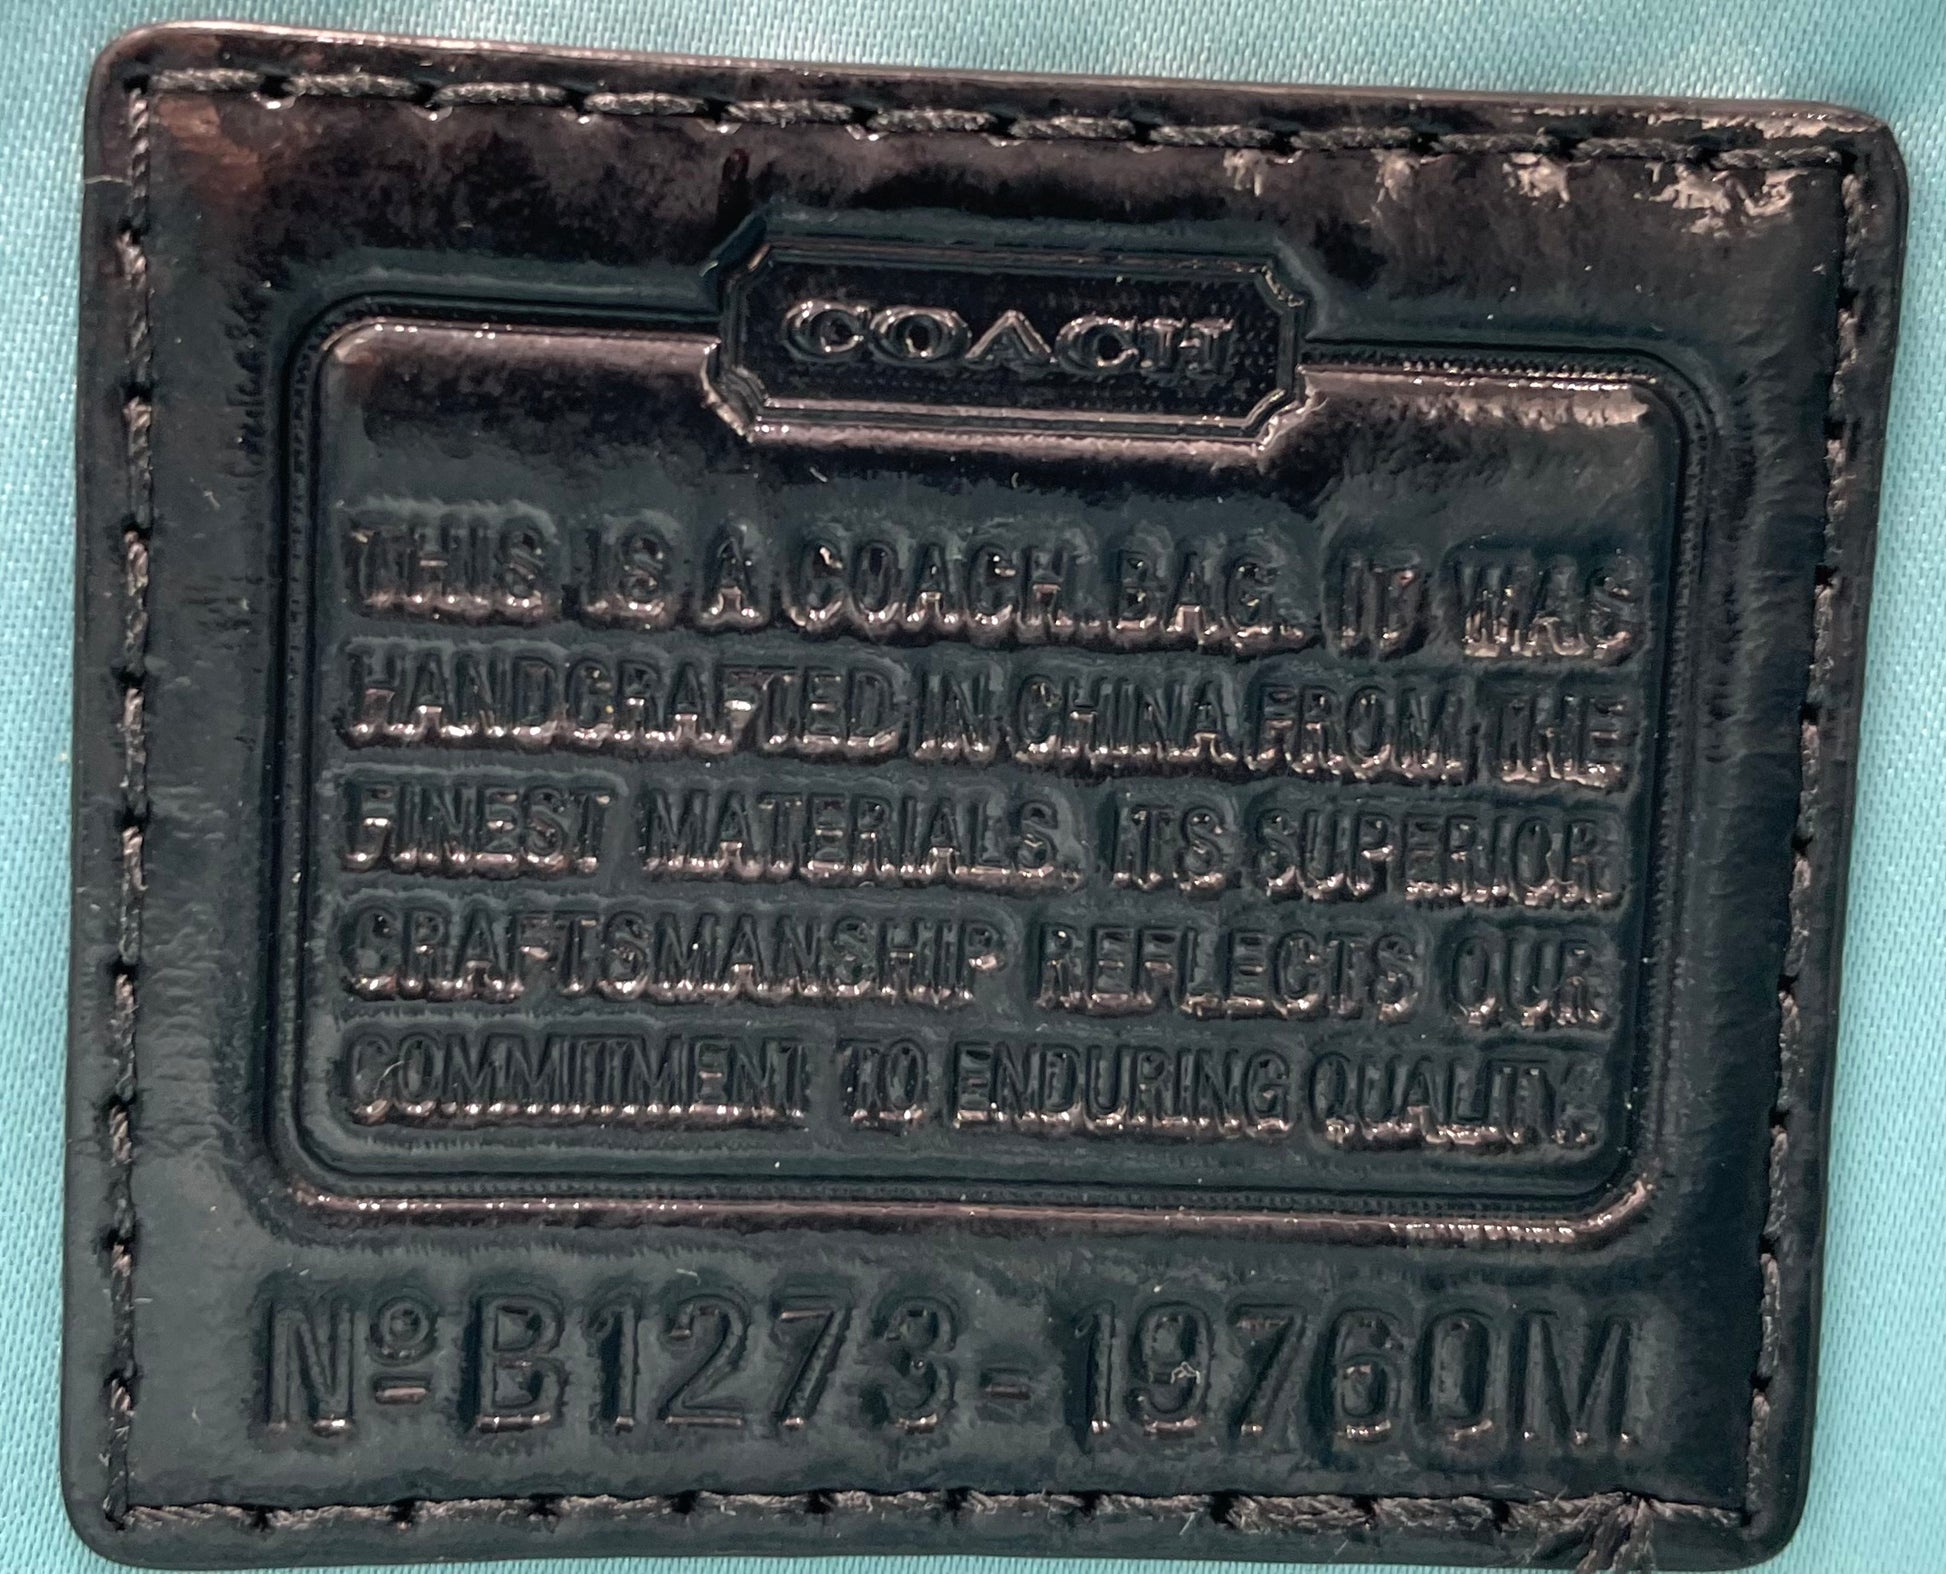 COACH
THIS IS A COACH BAG. IT WAS
HANDCRAFTED IN CHINA FROM THE
FINEST MATERIALS. ITS SUPERIOR
CRAFTSMANSHIP REFLECTS OUR
COMMITMENT TO ENDURING QUALITY.
Nº B1273-19760M